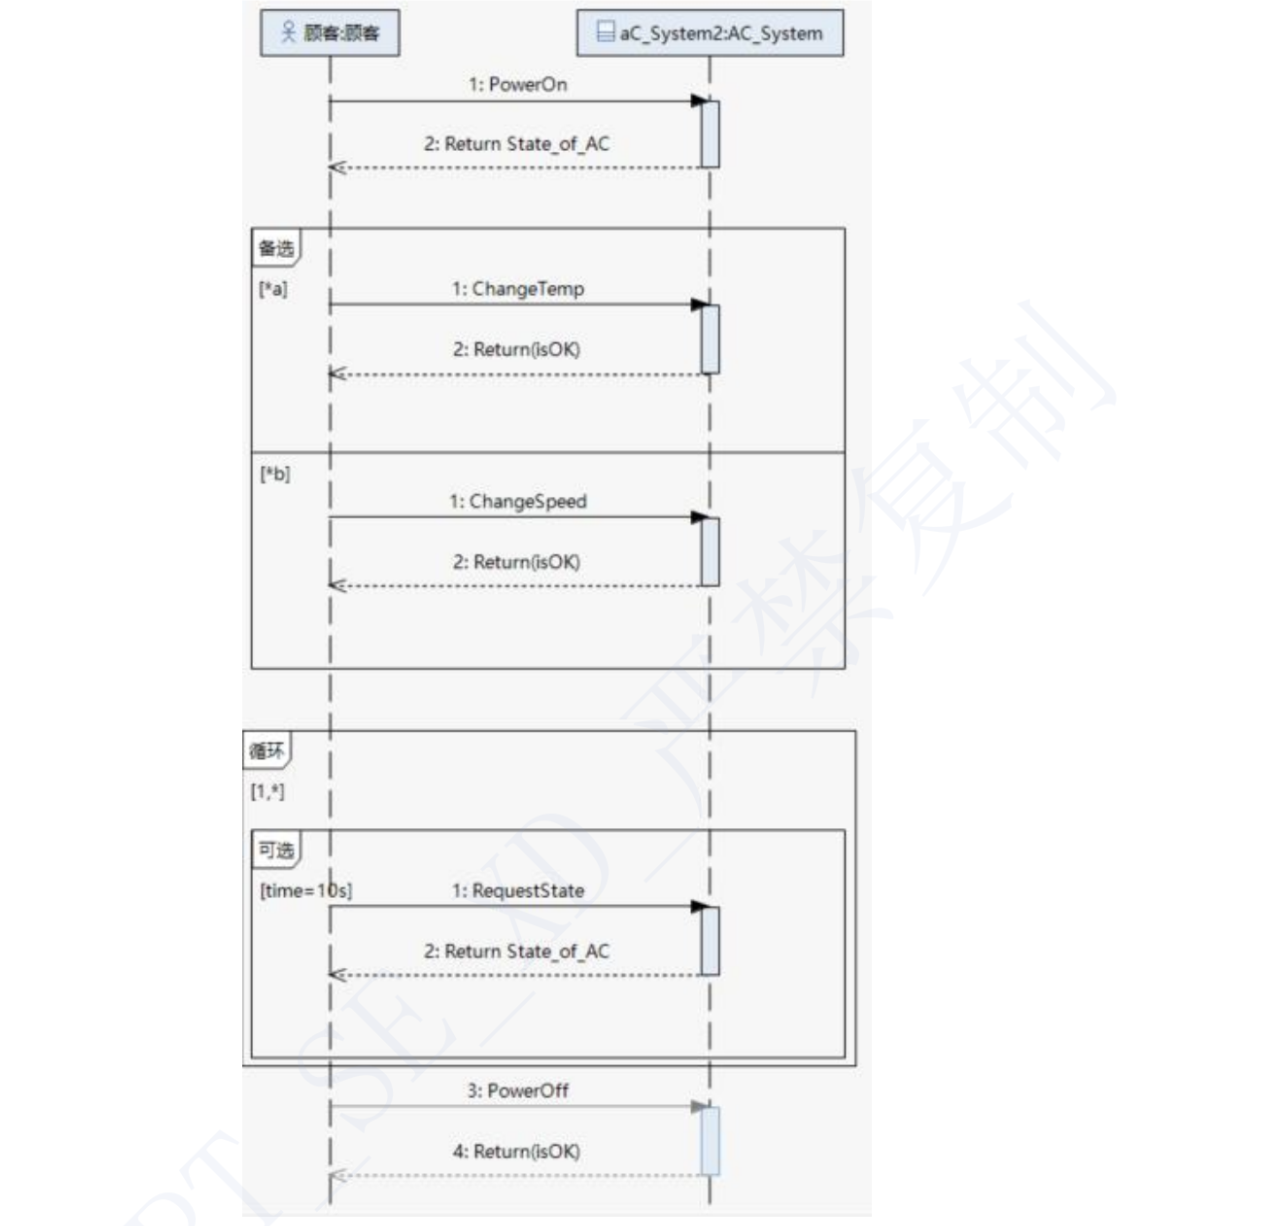 顾客:顾客
aC_System2:AC_System
1: PowerOn
2: Return State_of_AC
备选
[*a]
1: ChangeTemp
2: Return(isOK)
[*b]
1: ChangeSpeed
2: Return(isOK)
循环
[1,*]
可选
[time=10s]
1: RequestState
2: Return State_of_AC
3: PowerOff
4: Return(isOK)
PT_SE_XD_严禁复制